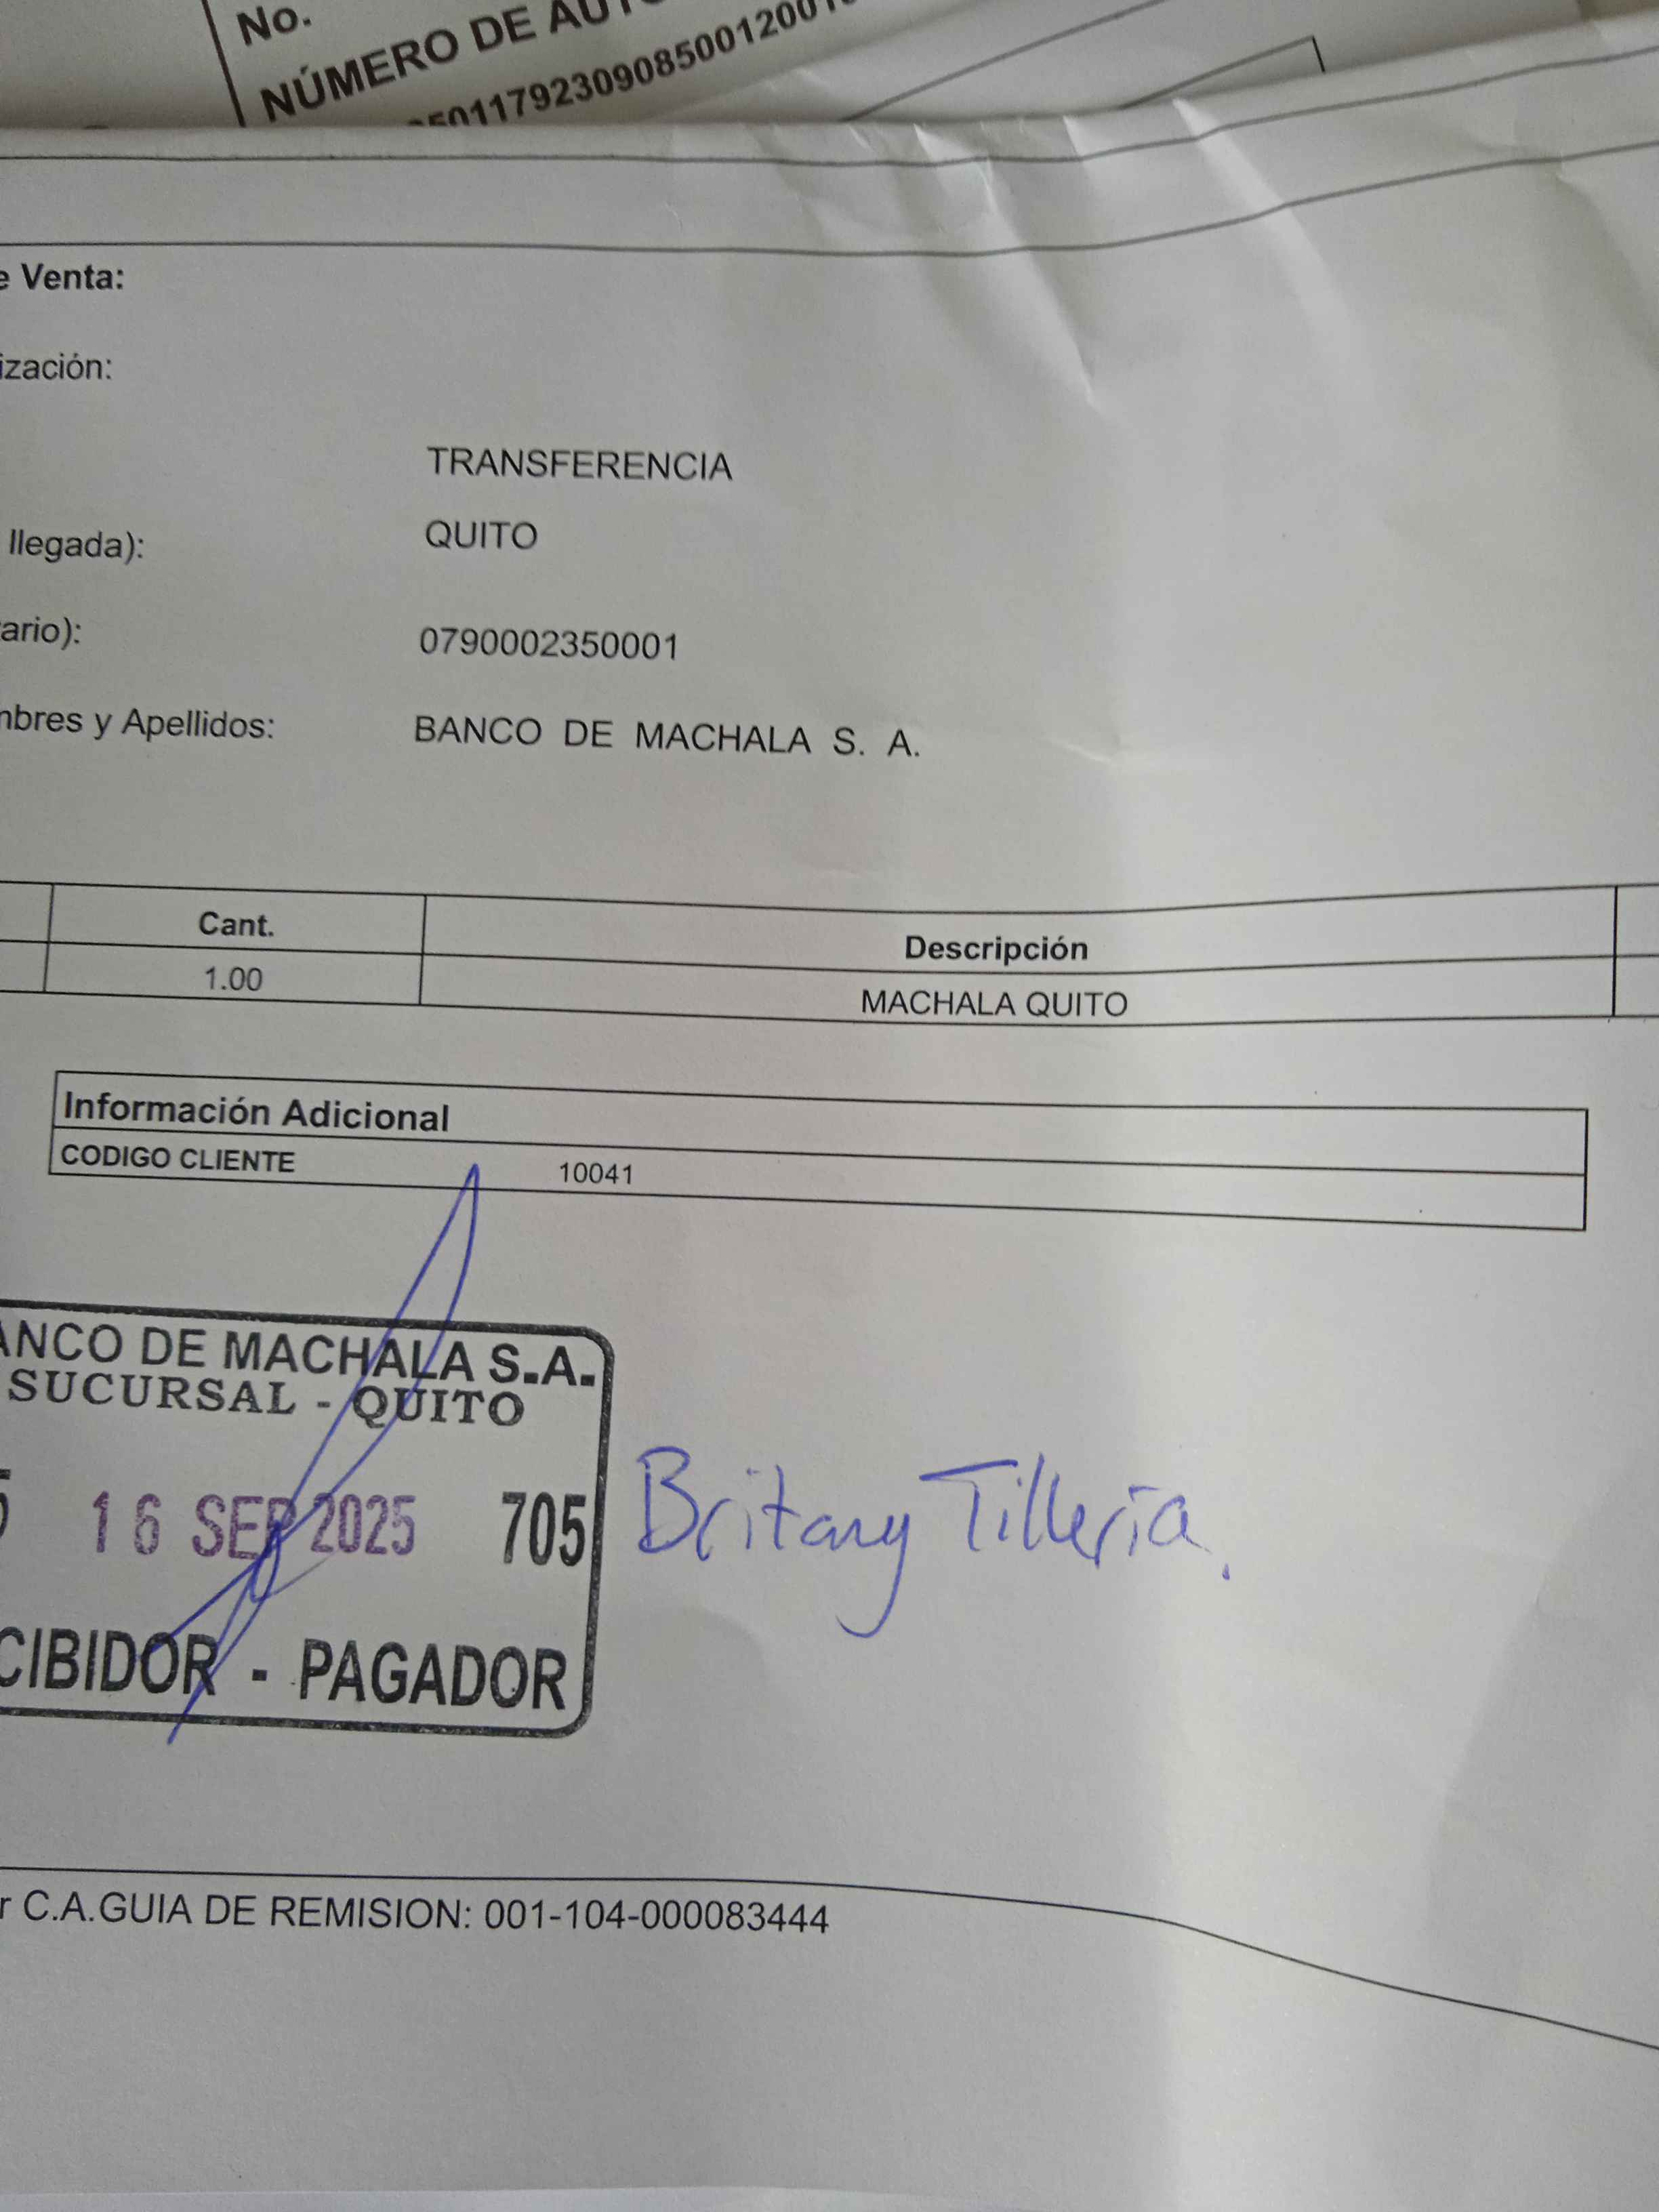 No.
NÚMERO DE
5011792309085001200
e Venta:
ización:
TRANSFERENCIA
llegada): QUITO
ario): 0790002350001
mbres y Apellidos: BANCO DE MACHALA S. A.
Cant. Descripción
1.00 MACHALA QUITO
Información Adicional
CODIGO CLIENTE 10041
ANCO DE MACHALA S.A.
SUCURSAL - QUITO
16 SEP 2025 705
CIBIDOR - PAGADOR
Britany Tilleria.
r C.A.GUIA DE REMISION: 001-104-000083444